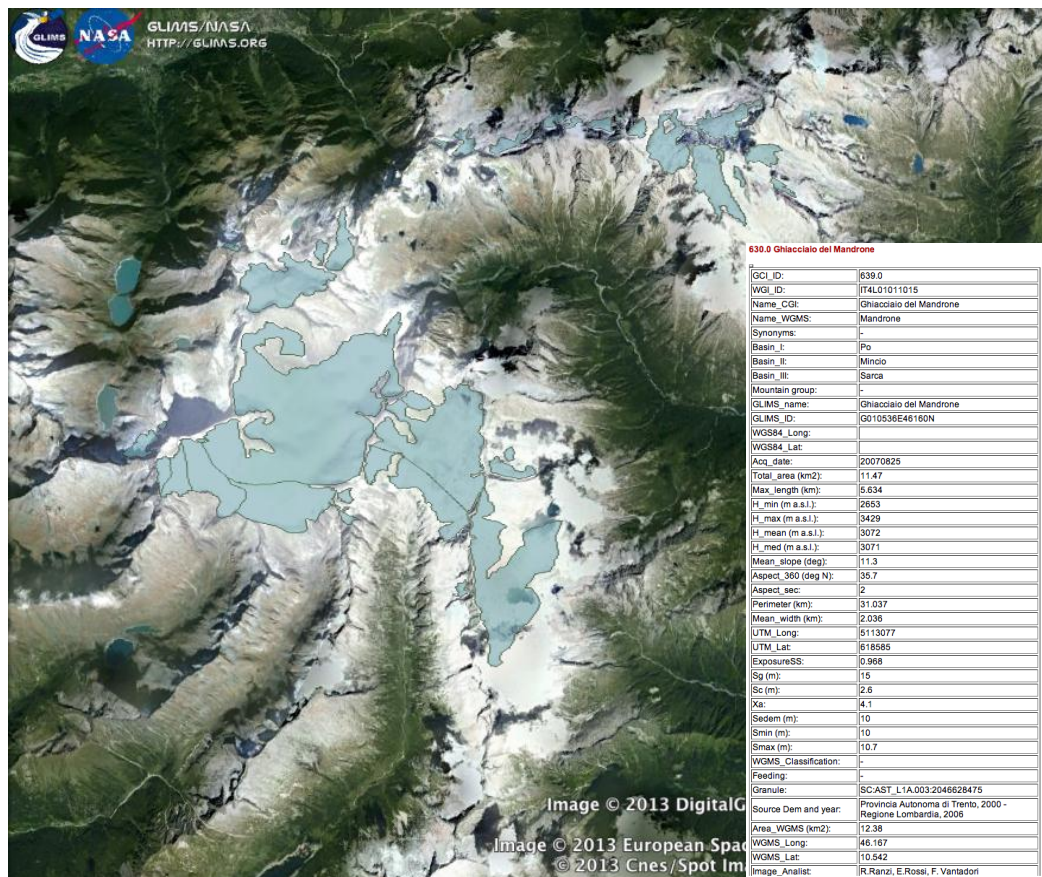 GLIMS
NASA
GLIMS/NASA
HTTP://GLIMS.ORG
630.0 Ghiacciaio del Mandrone
GCI_ID: 639.0
WGI_ID: IT4L01011015
Name_CGI: Ghiacciaio del Mandrone
Name_WGMS: Mandrone
Synonyms: -
Basin_I: Po
Basin_II: Mincio
Basin_III: Sarca
Mountain group: -
GLIMS_name: Ghiacciaio del Mandrone
GLIMS_ID: G010536E46160N
WGS84_Long:
WGS84_Lat:
Acq_date: 20070825
Total_area (km2): 11.47
Max_length (km): 5.634
H_min (m a.s.l.): 2653
H_max (m a.s.l.): 3429
H_mean (m a.s.l.): 3072
H_med (m a.s.l.): 3071
Mean_slope (deg): 11.3
Aspect_360 (deg N): 35.7
Aspect_sec: 2
Perimeter (km): 31.037
Mean_width (km): 2.036
UTM_Long: 5113077
UTM_Lat: 618585
ExposureSS: 0.968
Sg (m): 15
Sc (m): 2.6
Xa: 4.1
Sedem (m): 10
Smin (m): 10
Smax (m): 10.7
WGMS_Classification: -
Feeding: -
Granule: SC:AST_L1A.003:2046628475
Source Dem and year: Provincia Autonoma di Trento, 2000 -
Regione Lombardia, 2006
Area_WGMS (km2): 12.38
WGMS_Long: 46.167
WGMS_Lat: 10.542
Image_Analist: R.Ranzi, E.Rossi, F. Vantadori
Image © 2013 DigitalG
Image © 2013 European Spac
© 2013 Cnes/Spot Im